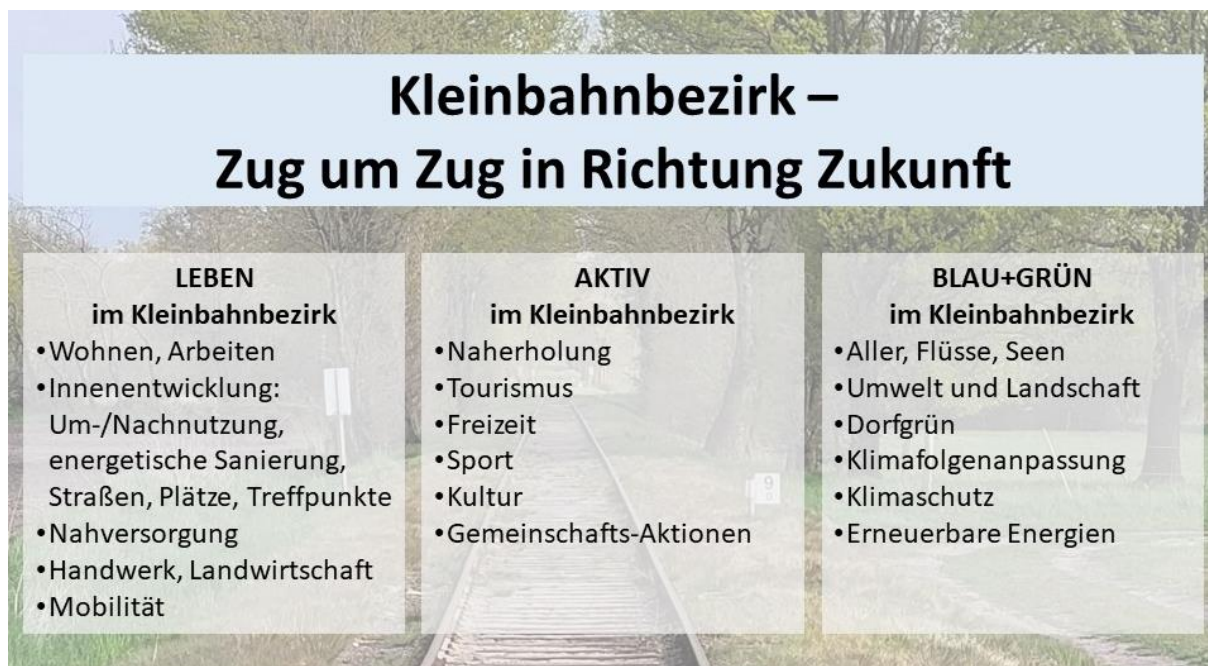 Kleinbahnbezirk –
Zug um Zug in Richtung Zukunft
LEBEN
im Kleinbahnbezirk
•Wohnen, Arbeiten
•Innenentwicklung:
Um-/Nachnutzung,
energetische Sanierung,
Straßen, Plätze, Treffpunkte
•Nahversorgung
•Handwerk, Landwirtschaft
•Mobilität
AKTIV
im Kleinbahnbezirk
•Naherholung
•Tourismus
•Freizeit
•Sport
•Kultur
•Gemeinschafts-Aktionen
BLAU+GRÜN
im Kleinbahnbezirk
•Aller, Flüsse, Seen
•Umwelt und Landschaft
•Dorfgrün
•Klimafolgenanpassung
•Klimaschutz
•Erneuerbare Energien